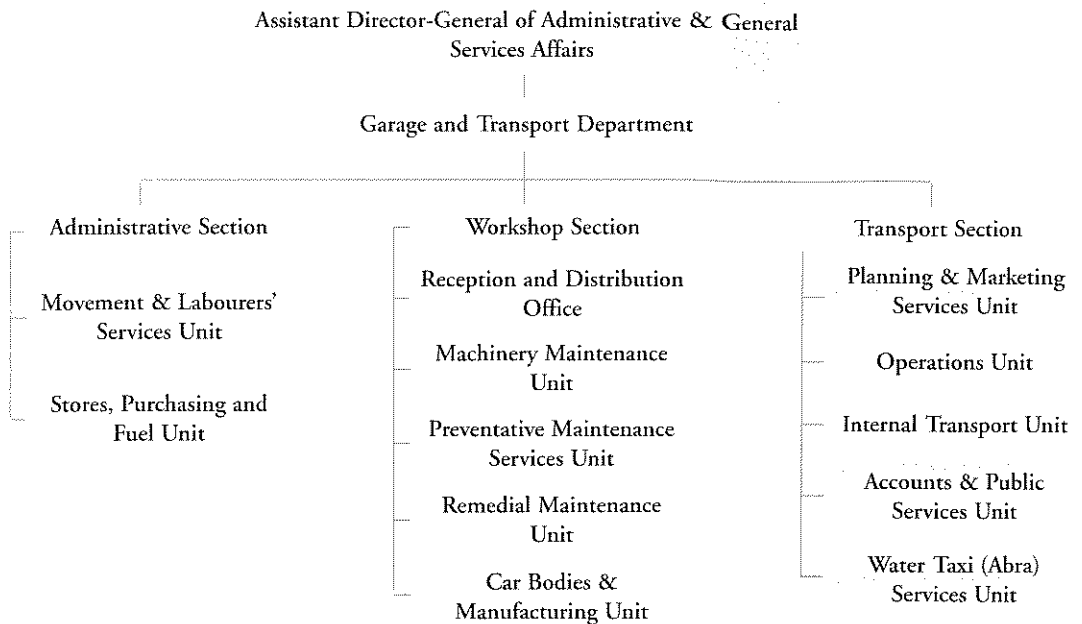 Assistant Director-General of Administrative & General
Services Affairs
Garage and Transport Department
Administrative Section
Movement & Labourers'
Services Unit
Stores, Purchasing and
Fuel Unit
Workshop Section
Reception and Distribution
Office
Machinery Maintenance
Unit
Preventative Maintenance
Services Unit
Remedial Maintenance
Unit
Car Bodies &
Manufacturing Unit
Transport Section
Planning & Marketing
Services Unit
Operations Unit
Internal Transport Unit
Accounts & Public
Services Unit
Water Taxi (Abra)
Services Unit